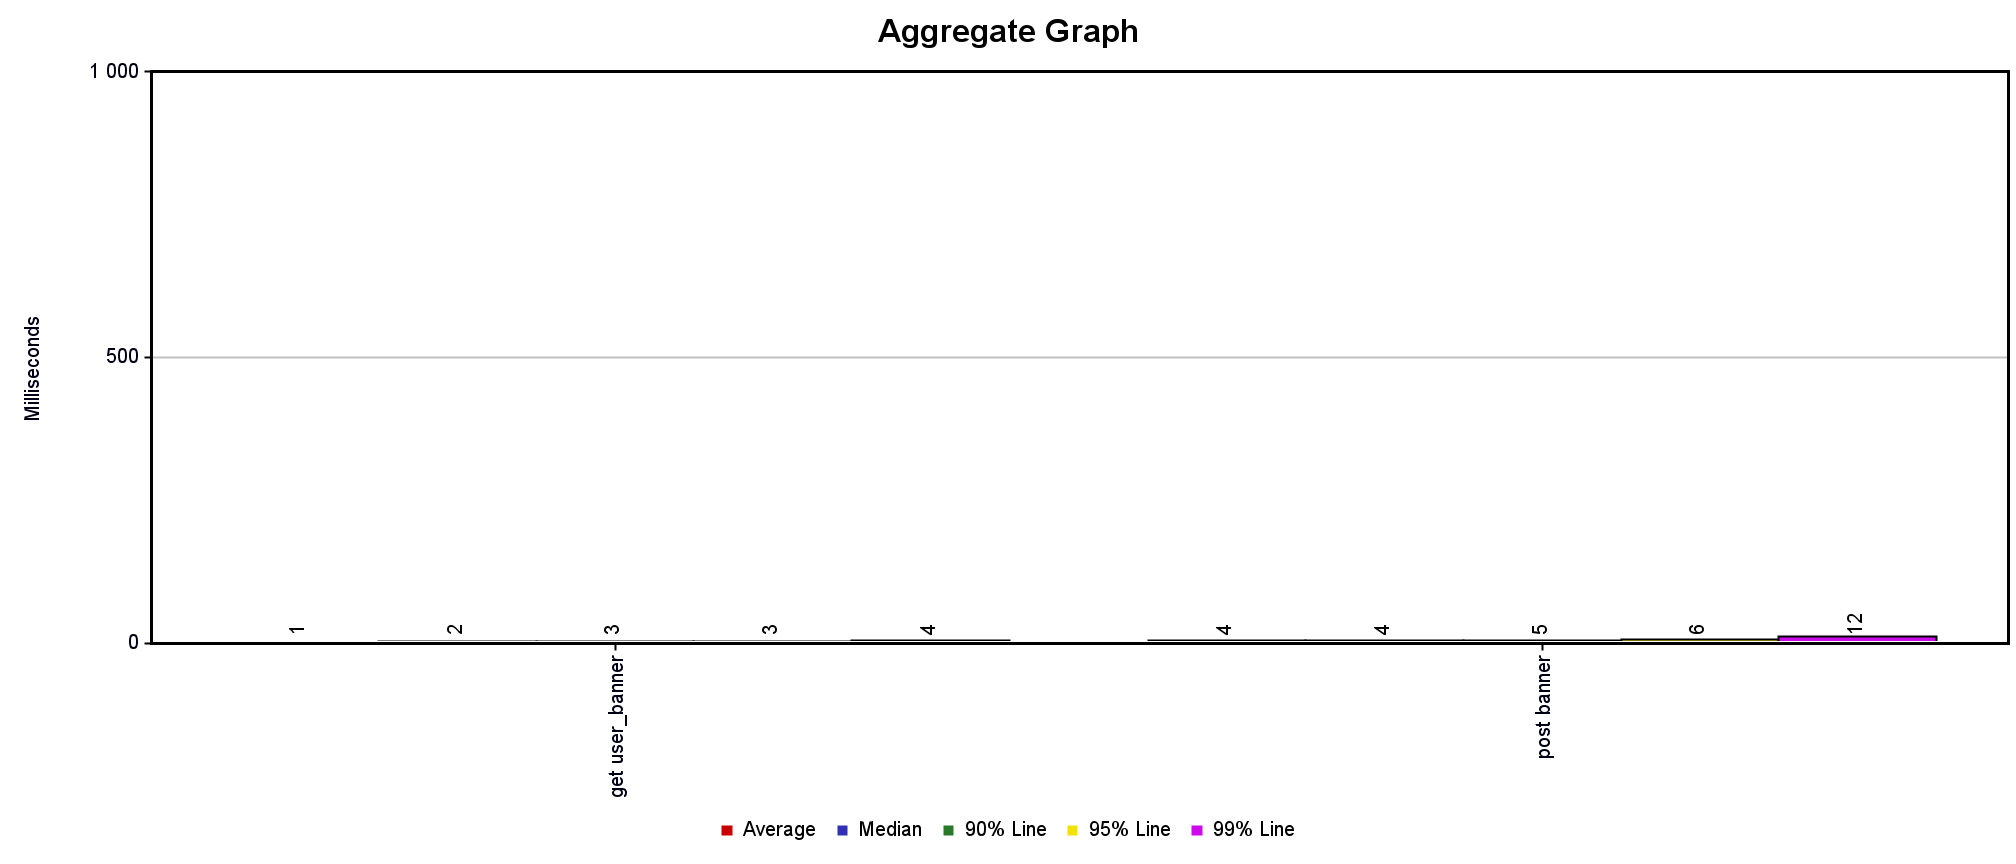 Aggregate Graph
1 000
500
0
Milliseconds
1
2
3
3
4
4
4
5
6
12
get user_banner
post banner
Average
Median
90% Line
95% Line
99% Line